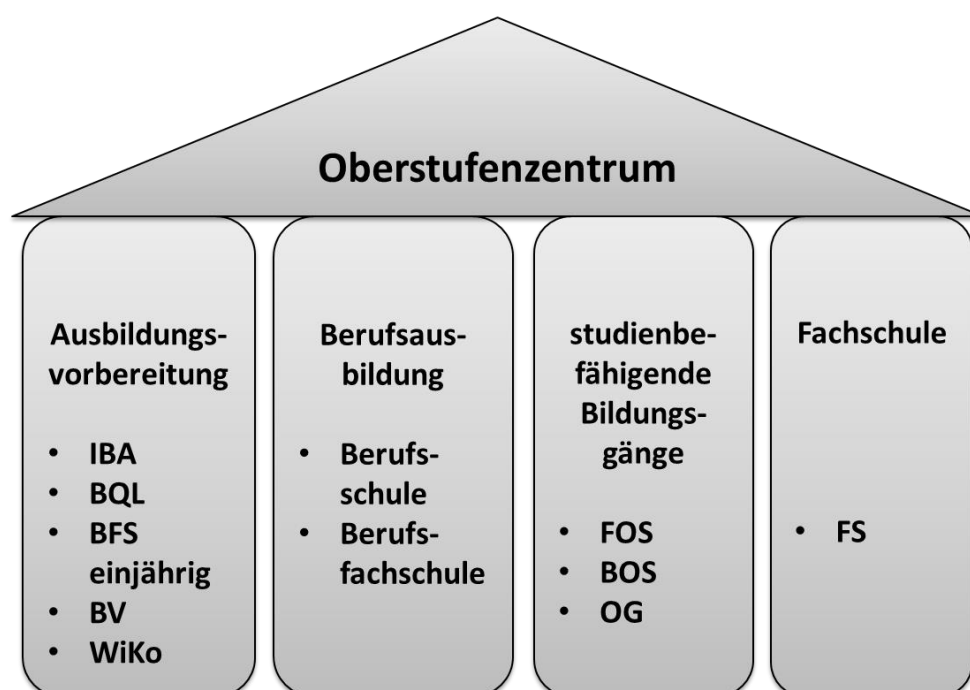 Oberstufenzentrum
Ausbildungs-
vorbereitung
• IBA
• BQL
• BFS
einjährig
• BV
• WiKo
Berufsaus-
bildung
• Berufs-
schule
• Berufs-
fachschule
studienbe-
fähigende
Bildungs-
gänge
• FOS
• BOS
• OG
Fachschule
• FS